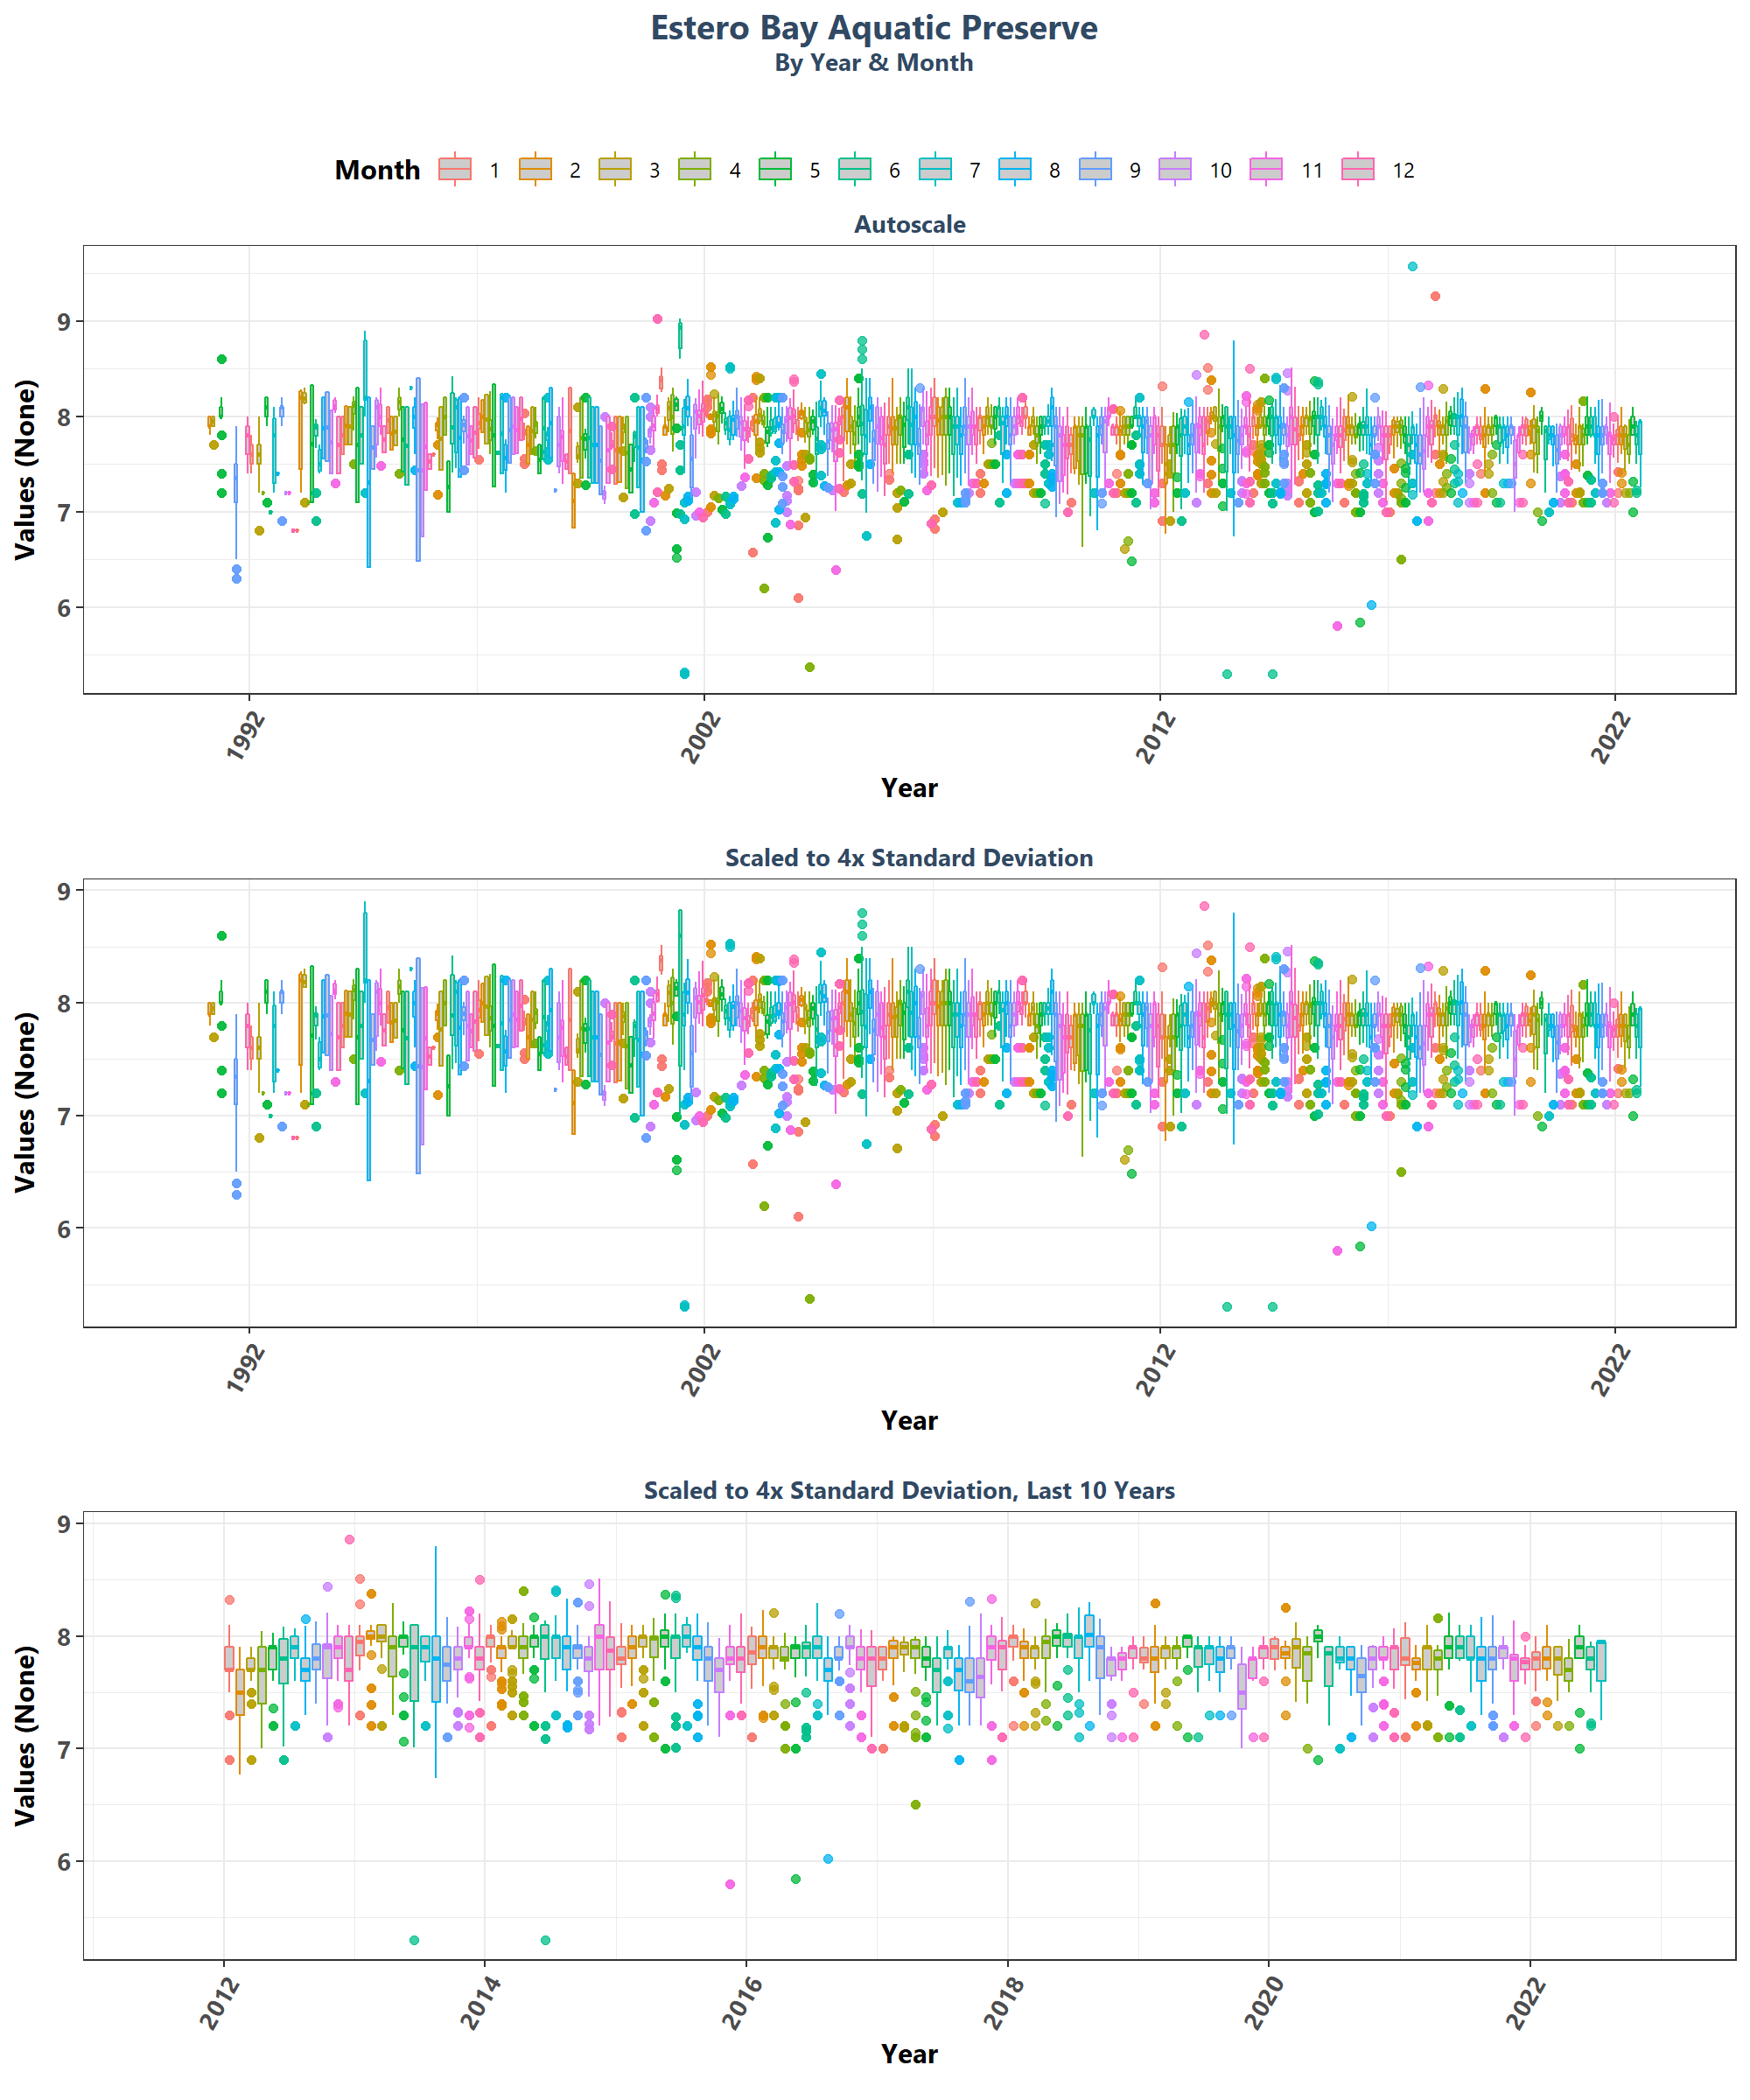 Estero Bay Aquatic Preserve
By Year & Month
Month 1 2 3 4 5 6 7 8 9 10 11 12
Autoscale
Values (None)
9
8
7
6
1992 2002 2012 2022
Year
Scaled to 4x Standard Deviation
Values (None)
9
8
7
6
1992 2002 2012 2022
Year
Scaled to 4x Standard Deviation, Last 10 Years
Values (None)
9
8
7
6
2012 2014 2016 2018 2020 2022
Year